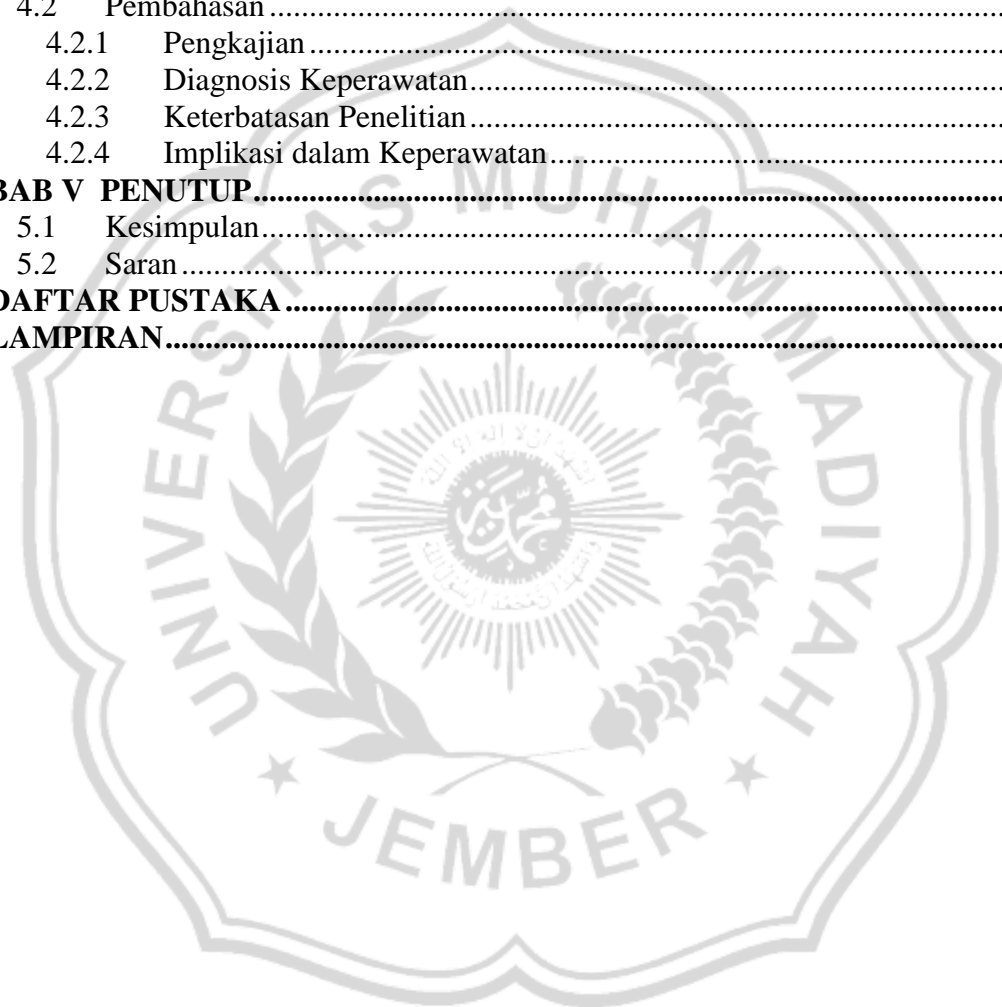 4.2 Pembahasan ........................................................................
4.2.1 Pengkajian ........................................................................
4.2.2 Diagnosis Keperawatan ........................................................................
4.2.3 Keterbatasan Penelitian ........................................................................
4.2.4 Implikasi dalam Keperawatan ........................................................................
BAB V PENUTUP ........................................................................
5.1 Kesimpulan ........................................................................
5.2 Saran ........................................................................
DAFTAR PUSTAKA ........................................................................
LAMPIRAN ........................................................................
UNIVERSITAS MUHAMMADIYAH
JEMBER